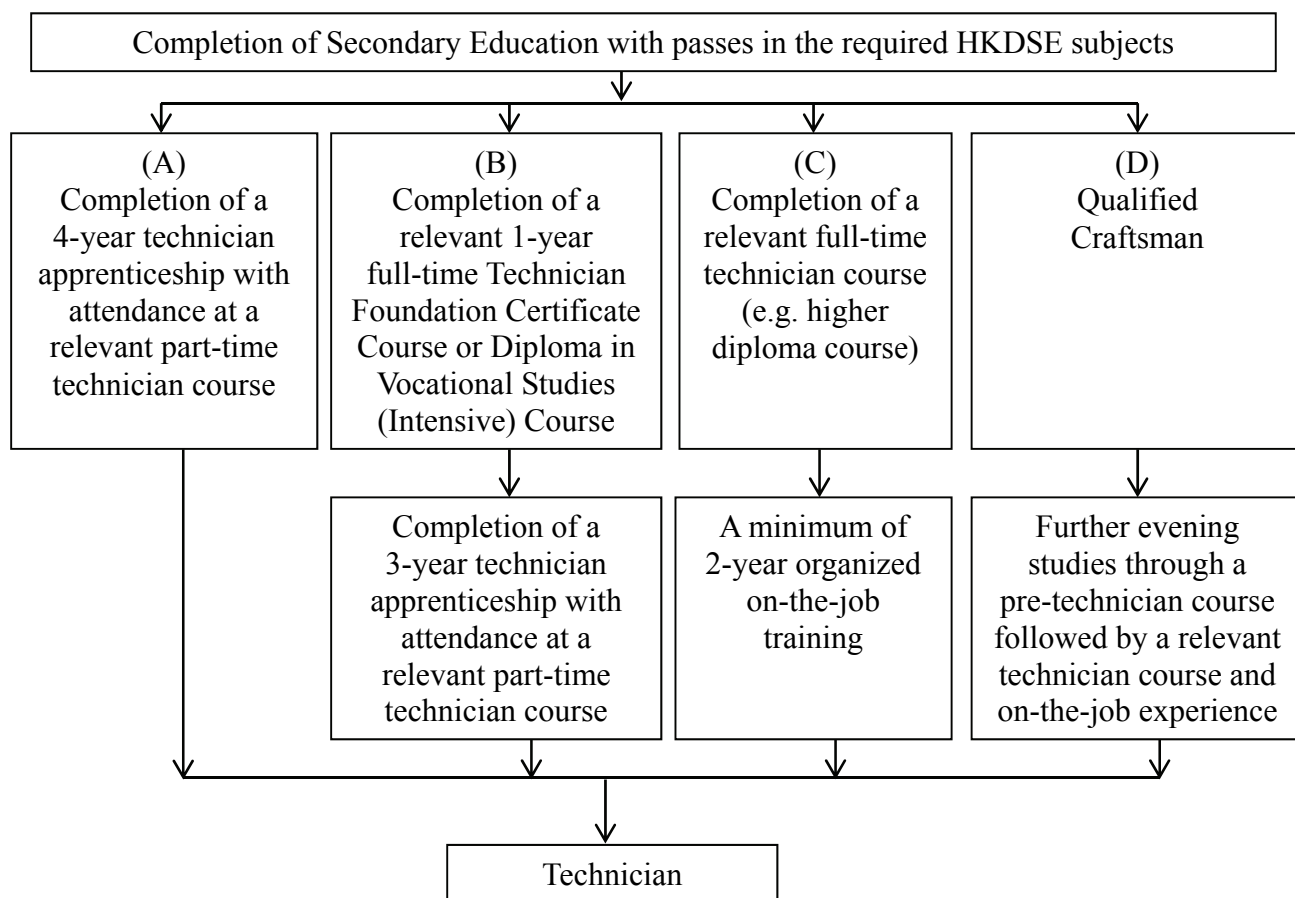 Completion of Secondary Education with passes in the required HKDSE subjects
(A)
Completion of a
4-year technician
apprenticeship with
attendance at a
relevant part-time
technician course
(B)
Completion of a
relevant 1-year
full-time Technician
Foundation Certificate
Course or Diploma in
Vocational Studies
(Intensive) Course
(C)
Completion of a
relevant full-time
technician course
(e.g. higher
diploma course)
(D)
Qualified
Craftsman
Completion of a
3-year technician
apprenticeship with
attendance at a
relevant part-time
technician course
A minimum of
2-year organized
on-the-job
training
Further evening
studies through a
pre-technician course
followed by a relevant
technician course and
on-the-job experience
Technician